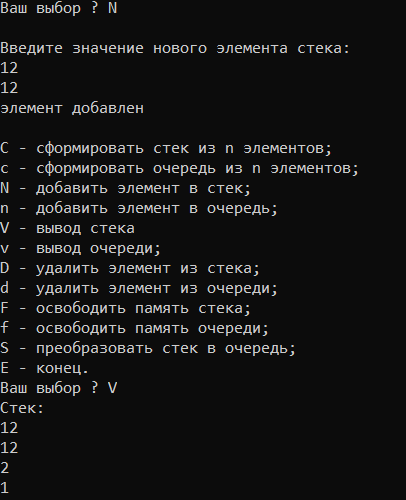 Ваш выбор ? N
Введите значение нового элемента стека:
12
12
элемент добавлен
C - сформировать стек из n элементов;
c - сформировать очередь из n элементов;
N - добавить элемент в стек;
n - добавить элемент в очередь;
V - вывод стека
v - вывод очереди;
D - удалить элемент из стека;
d - удалить элемент из очереди;
F - освободить память стека;
f - освободить память очереди;
S - преобразовать стек в очередь;
E - конец.
Ваш выбор ? V
Стек:
12
12
2
1